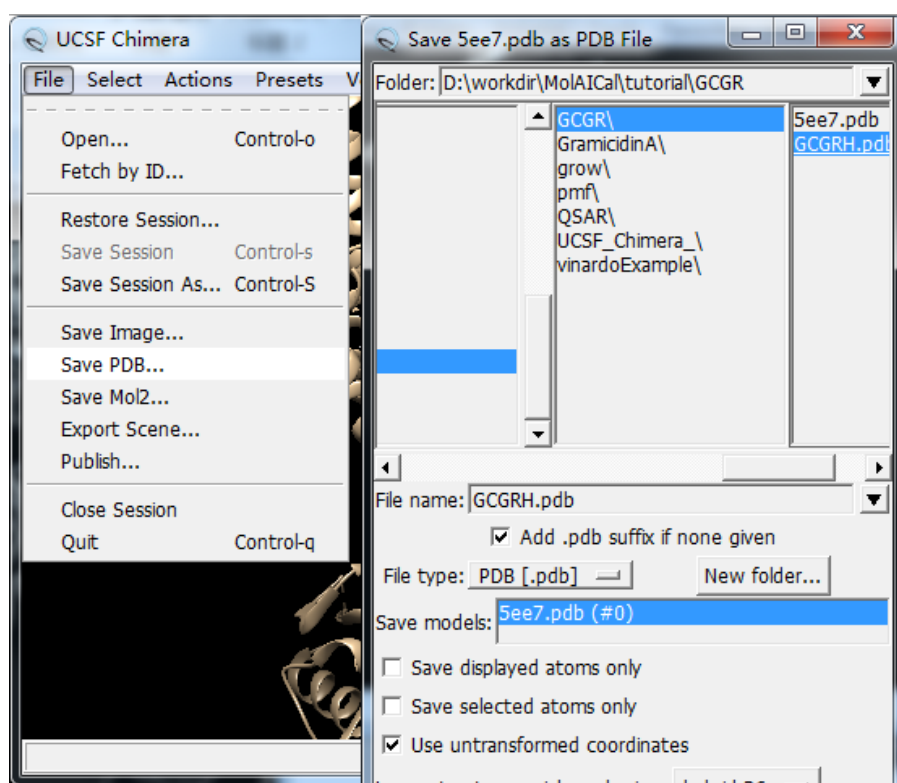 UCSF Chimera
File Select Actions Presets V
Open... Control-o
Fetch by ID...
Restore Session...
Save Session Control-s
Save Session As... Control-S
Save Image...
Save PDB...
Save Mol2...
Export Scene...
Publish...
Close Session
Quit Control-q
Save 5ee7.pdb as PDB File
Folder: D:\workdir\MolAICal\tutorial\GCGR
GCGR\
GramicidinA\
grow\
pmf\
QSAR\
UCSF_Chimera_\
vinardoExample\
5ee7.pdb
GCGRH.pdb
File name: GCGRH.pdb
Add .pdb suffix if none given
File type: PDB [.pdb] New folder...
Save models: 5ee7.pdb (#0)
Save displayed atoms only
Save selected atoms only
Use untransformed coordinates